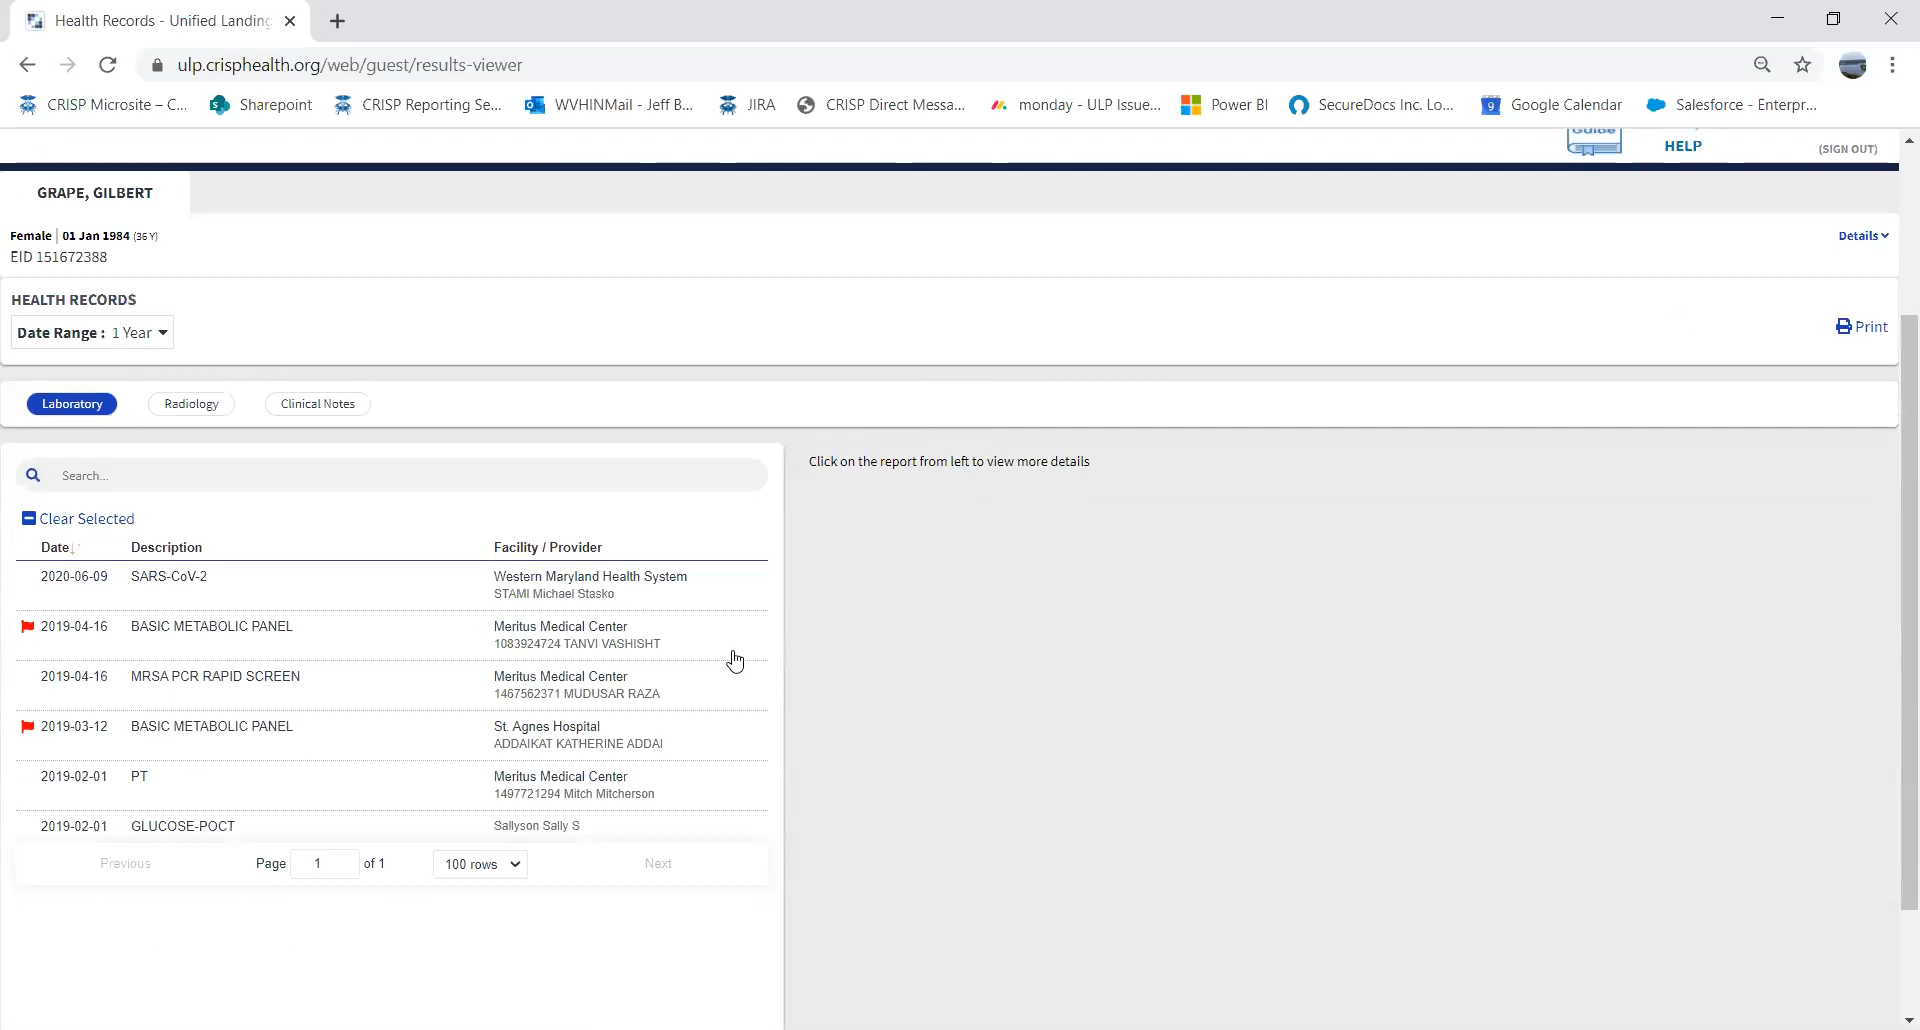 Health Records - Unified Landing
ulp.crisphealth.org/web/guest/results-viewer
CRISP Microsite – C... Sharepoint CRISP Reporting Se... WVHINMail - Jeff B... JIRA CRISP Direct Messa... monday - ULP Issue... Power BI SecureDocs Inc. Lo... 9 Google Calendar Salesforce - Enterpr...
Guide HELP (SIGN OUT)
GRAPE, GILBERT
Female | 01 Jan 1984 (36 Y) Details
EID 151672388
HEALTH RECORDS
Date Range : 1 Year Print
Laboratory Radiology Clinical Notes
Search... Click on the report from left to view more details
Clear Selected
Date Description Facility / Provider
2020-06-09 SARS-CoV-2 Western Maryland Health System
STAMI Michael Stasko
2019-04-16 BASIC METABOLIC PANEL Meritus Medical Center
1083924724 TANVI VASHISHT
2019-04-16 MRSA PCR RAPID SCREEN Meritus Medical Center
1467562371 MUDUSAR RAZA
2019-03-12 BASIC METABOLIC PANEL St. Agnes Hospital
ADDAIKAT KATHERINE ADDAI
2019-02-01 PT Meritus Medical Center
1497721294 Mitch Mitcherson
2019-02-01 GLUCOSE-POCT Sallyson Sally S
Previous Page 1 of 1 100 rows Next